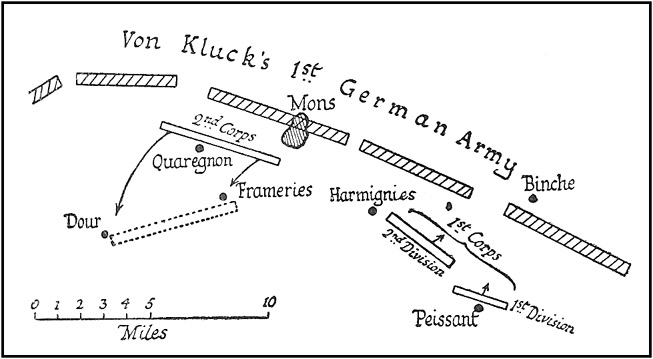 Von Kluck's 1st German Army
Mons
2nd Corps
Quaregnon
Frameries
Harmignies
Binche
Dour
1st Corps
2nd Division
1st Division
Peissant
0 1 2 3 4 5 10
Miles